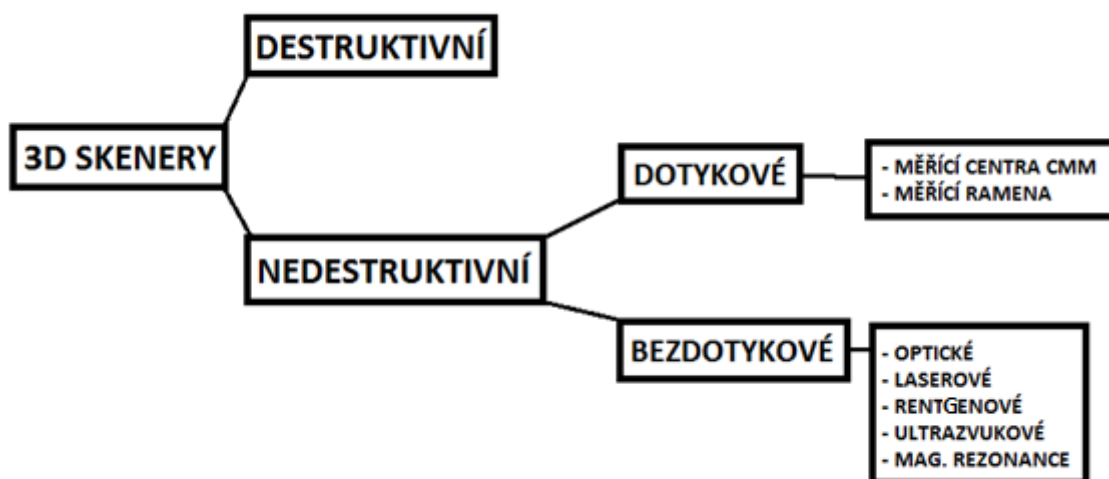 DESTRUKTIVNÍ
3D SKENERY
NEDESTRUKTIVNÍ
DOTYKOVÉ
- MĚŘÍCÍ CENTRA CMM
- MĚŘÍCÍ RAMENA
BEZDOTYKOVÉ
- OPTICKÉ
- LASEROVÉ
- RENTGENOVÉ
- ULTRAZVUKOVÉ
- MAG. REZONANCE